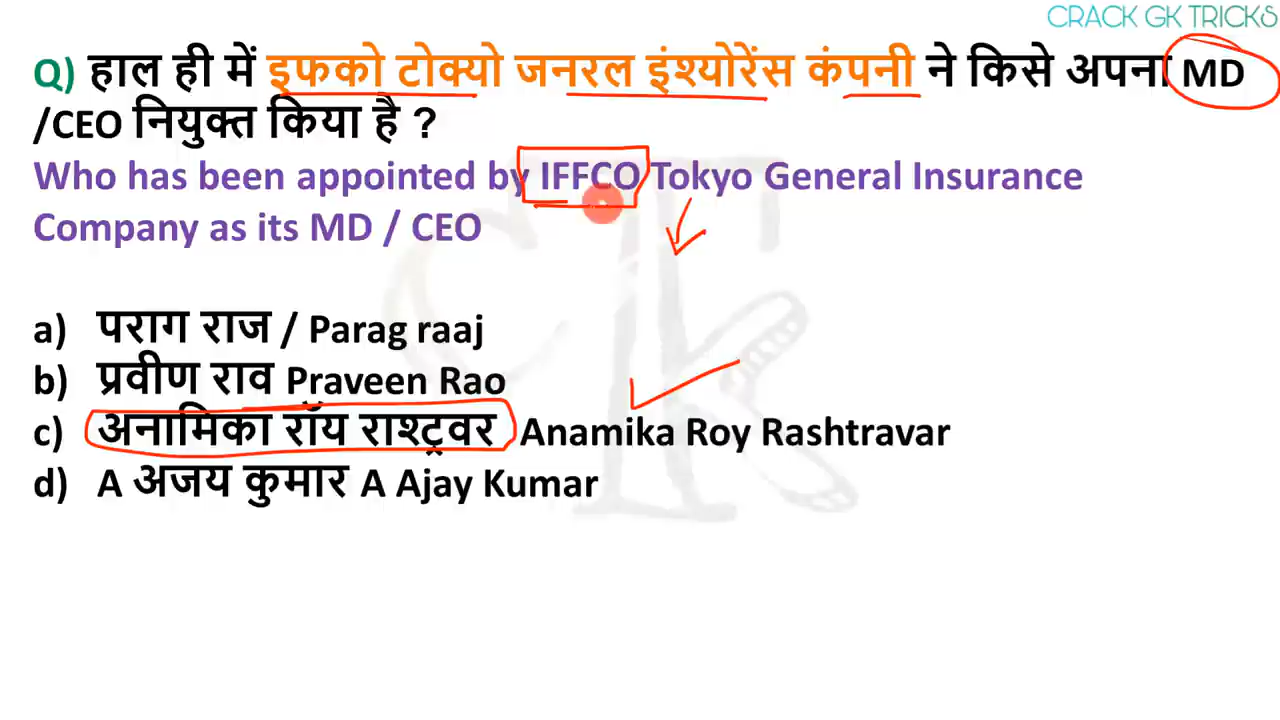 CRACK GK TRICKS
Q) हाल ही में इफको टोक्यो जनरल इंश्योरेंस कंपनी ने किसे अपना MD
/CEO नियुक्त किया है ?
Who has been appointed by IFFCO Tokyo General Insurance
Company as its MD / CEO
a) पराग राज / Parag raaj
b) प्रवीण राव Praveen Rao
c) अनामिका रॉय राश्ट्रवर Anamika Roy Rashtravar
d) A अजय कुमार A Ajay Kumar